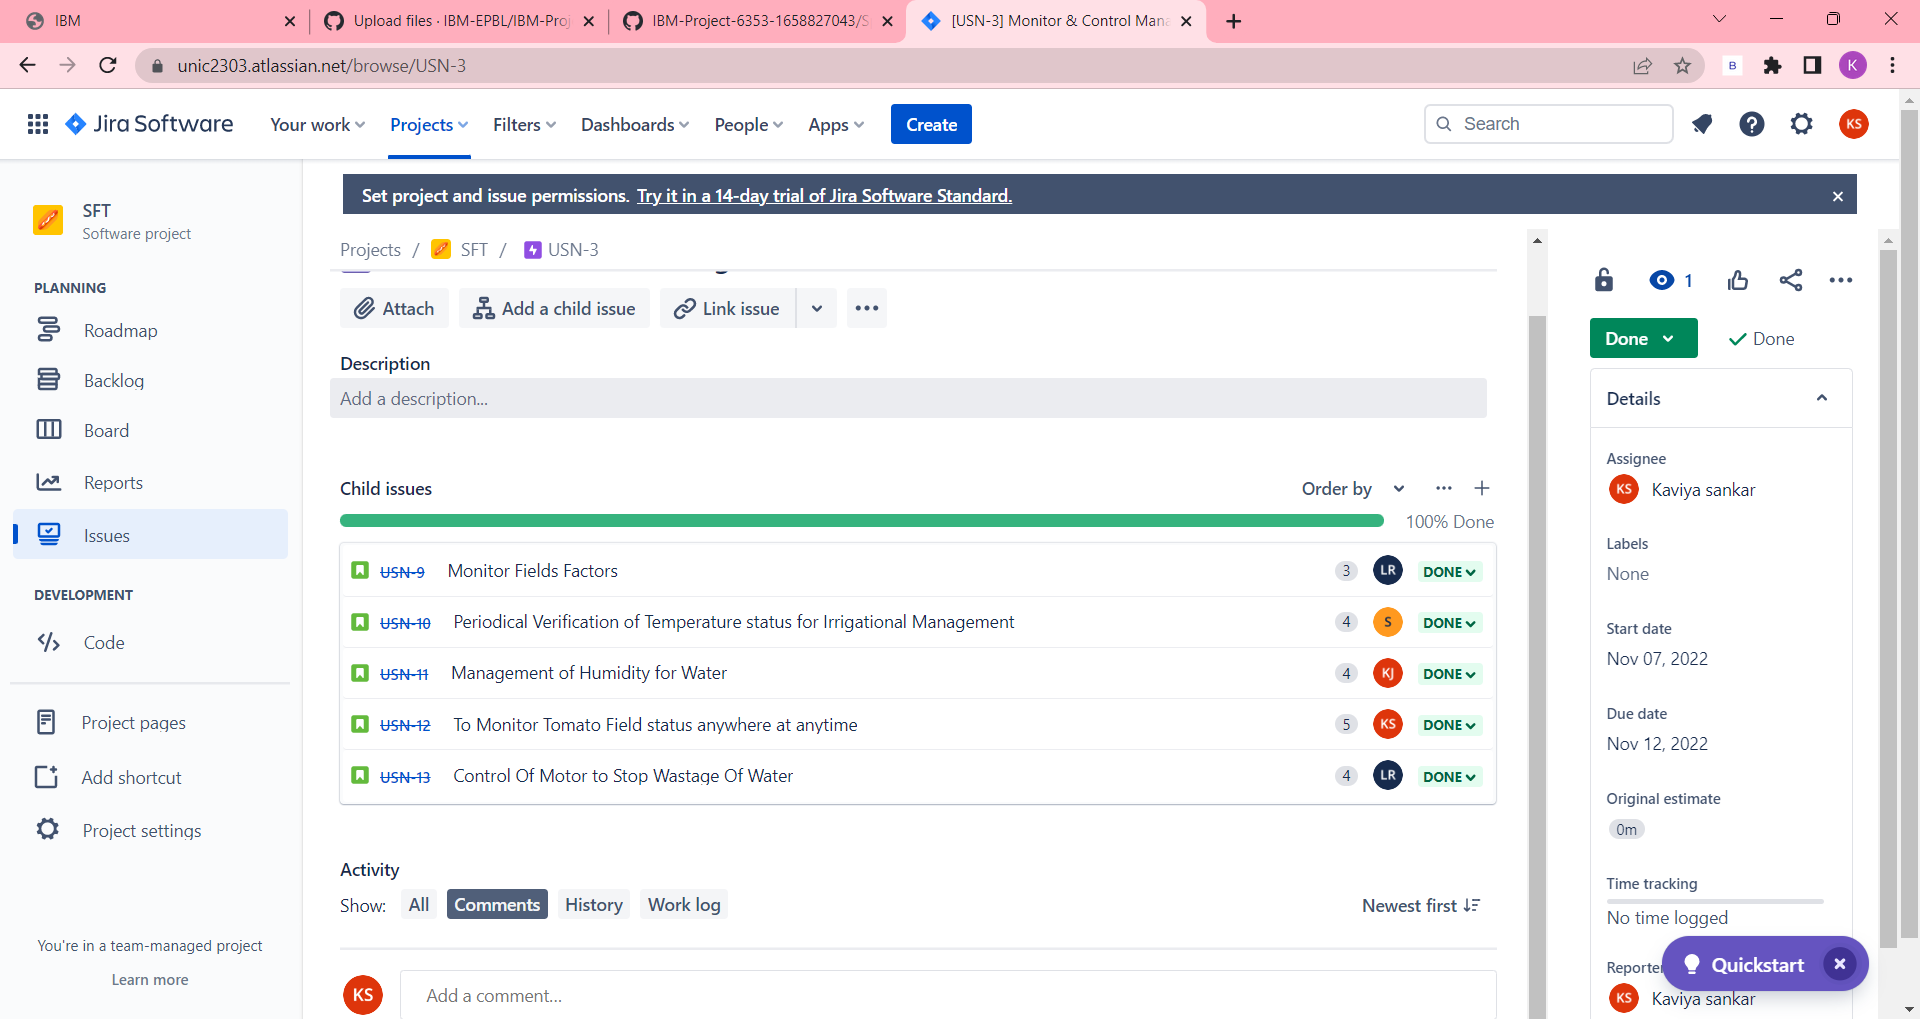 IBM
Upload files · IBM-EPBL/IBM-Proj
IBM-Project-6353-1658827043/S
[USN-3] Monitor & Control Mana
unic2303.atlassian.net/browse/USN-3
B
K
Jira Software
Your work
Projects
Filters
Dashboards
People
Apps
Create
Search
KS
Set project and issue permissions. Try it in a 14-day trial of Jira Software Standard.
SFT
Software project
PLANNING
Roadmap
Backlog
Board
Reports
Issues
DEVELOPMENT
Code
Project pages
Add shortcut
Project settings
You're in a team-managed project
Learn more
Projects / SFT / USN-3
Attach
Add a child issue
Link issue
Description
Add a description...
Child issues
Order by
100% Done
USN-9 Monitor Fields Factors 3 LR DONE
USN-10 Periodical Verification of Temperature status for Irrigational Management 4 S DONE
USN-11 Management of Humidity for Water 4 KJ DONE
USN-12 To Monitor Tomato Field status anywhere at anytime 5 KS DONE
USN-13 Control Of Motor to Stop Wastage Of Water 4 LR DONE
Activity
Show: All Comments History Work log
Newest first
KS
Add a comment...
1
Done
Done
Details
Assignee
KS Kaviya sankar
Labels
None
Start date
Nov 07, 2022
Due date
Nov 12, 2022
Original estimate
0m
Time tracking
No time logged
Reporter
KS Kaviya sankar
Quickstart